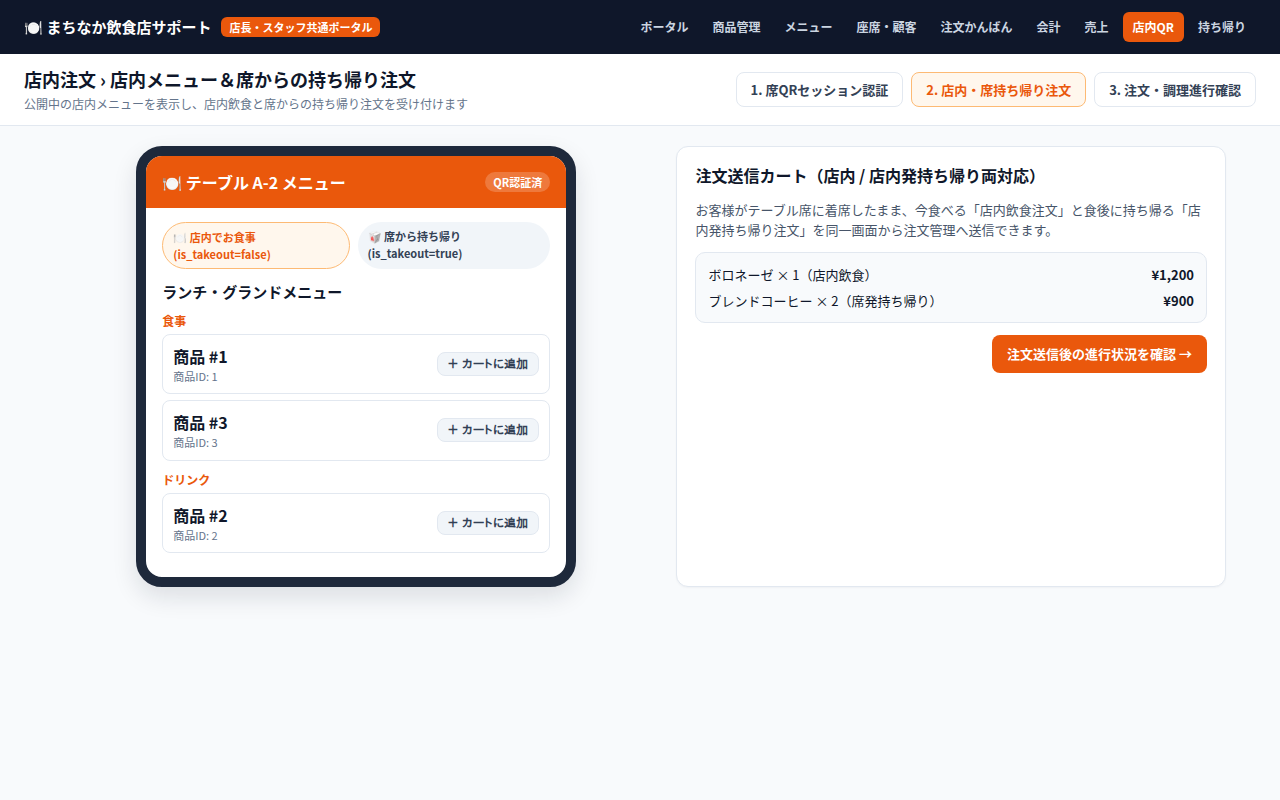 🍽️ まちなか飲食店サポート 店長・スタッフ共通ポータル ポータル 商品管理 メニュー 座席・顧客 注文かんばん 会計 売上 店内QR 持ち帰り
店内注文 › 店内メニュー＆席からの持ち帰り注文
公開中の店内メニューを表示し、店内飲食と席からの持ち帰り注文を受け付けます
1. 席QRセッション認証 2. 店内・席持ち帰り注文 3. 注文・調理進行確認
🍽️ テーブル A-2 メニュー QR認証済
🍽️ 店内でお食事
(is_takeout=false)
🥡 席から持ち帰り
(is_takeout=true)
ランチ・グランドメニュー
食事
商品 #1
商品ID: 1
＋ カートに追加
商品 #3
商品ID: 3
＋ カートに追加
ドリンク
商品 #2
商品ID: 2
＋ カートに追加
注文送信カート（店内 / 店内発持ち帰り両対応）
お客様がテーブル席に着席したまま、今食べる「店内飲食注文」と食後に持ち帰る「店
内発持ち帰り注文」を同一画面から注文管理へ送信できます。
ボロネーゼ × 1（店内飲食） ¥1,200
ブレンドコーヒー × 2（席発持ち帰り） ¥900
注文送信後の進行状況を確認 →